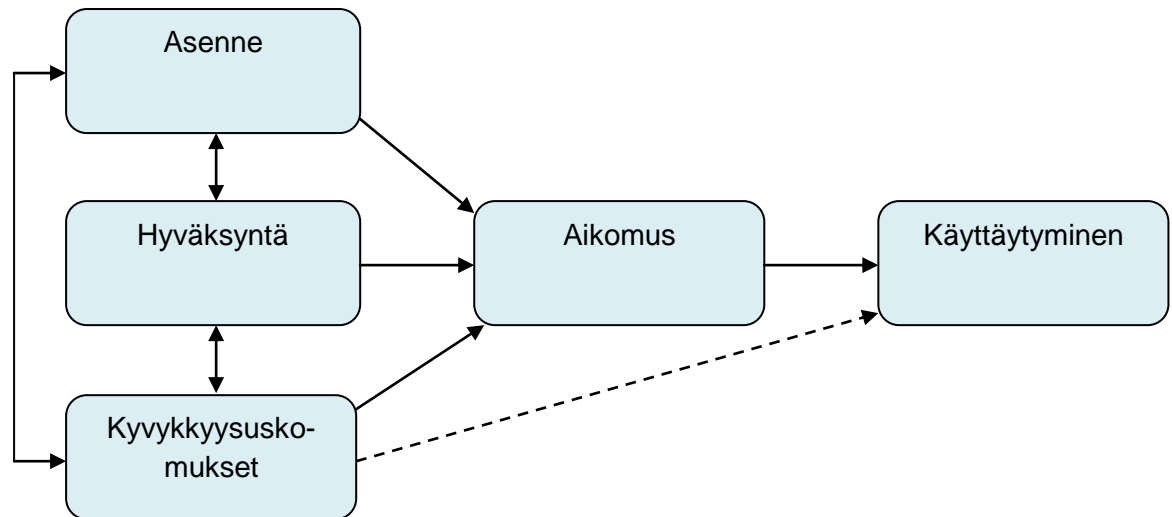 Asenne
Hyväksyntä
Aikomus
Käyttäytyminen
Kyvykkyysusko-
mukset